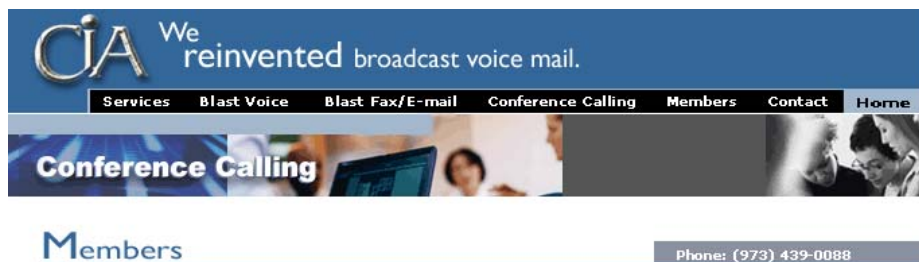 CiA We
reinvented broadcast voice mail.
Services Blast Voice Blast Fax/E-mail Conference Calling Members Contact Home
Conference Calling
Members
Phone: (973) 439-0088